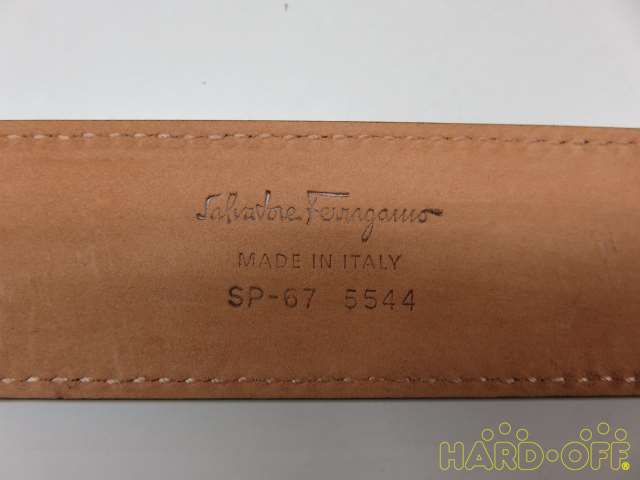 Salvatore Ferragamo
MADE IN ITALY
SP-67 5544
HARD-OFF